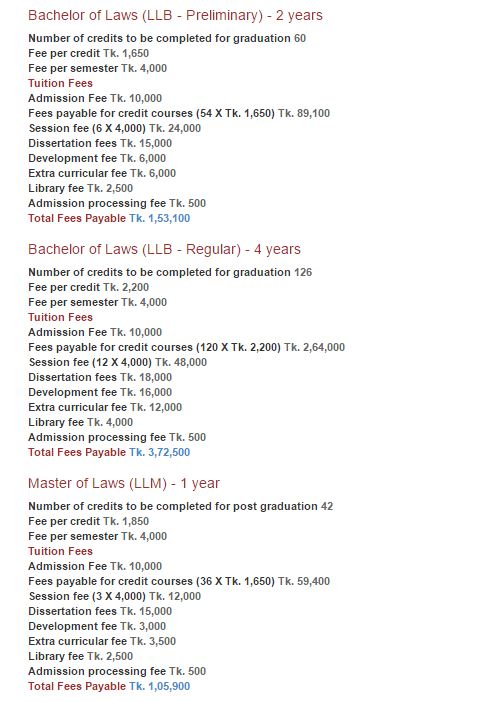 Bachelor of Laws (LLB - Preliminary) - 2 years
Number of credits to be completed for graduation 60
Fee per credit Tk. 1,650
Fee per semester Tk. 4,000
Tuition Fees
Admission Fee Tk. 10,000
Fees payable for credit courses (54 X Tk. 1,650) Tk. 89,100
Session fee (6 X 4,000) Tk. 24,000
Dissertation fees Tk. 15,000
Development fee Tk. 6,000
Extra curricular fee Tk. 6,000
Library fee Tk. 2,500
Admission processing fee Tk. 500
Total Fees Payable Tk. 1,53,100
Bachelor of Laws (LLB - Regular) - 4 years
Number of credits to be completed for graduation 126
Fee per credit Tk. 2,200
Fee per semester Tk. 4,000
Tuition Fees
Admission Fee Tk. 10,000
Fees payable for credit courses (120 X Tk. 2,200) Tk. 2,64,000
Session fee (12 X 4,000) Tk. 48,000
Dissertation fees Tk. 18,000
Development fee Tk. 16,000
Extra curricular fee Tk. 12,000
Library fee Tk. 4,000
Admission processing fee Tk. 500
Total Fees Payable Tk. 3,72,500
Master of Laws (LLM) - 1 year
Number of credits to be completed for post graduation 42
Fee per credit Tk. 1,850
Fee per semester Tk. 4,000
Tuition Fees
Admission Fee Tk. 10,000
Fees payable for credit courses (36 X Tk. 1,650) Tk. 59,400
Session fee (3 X 4,000) Tk. 12,000
Dissertation fees Tk. 15,000
Development fee Tk. 3,000
Extra curricular fee Tk. 3,500
Library fee Tk. 2,500
Admission processing fee Tk. 500
Total Fees Payable Tk. 1,05,900